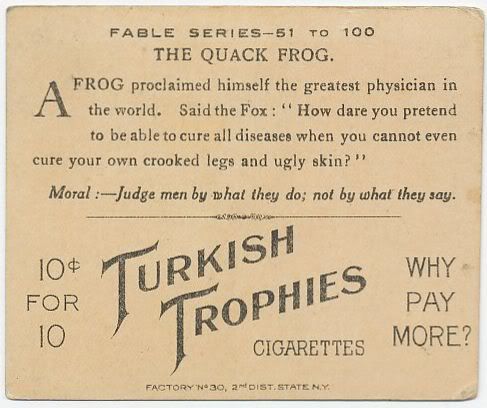 FABLE SERIES—51 TO 100
THE QUACK FROG.
A FROG proclaimed himself the greatest physician in
the world. Said the Fox: "How dare you pretend
to be able to cure all diseases when you cannot even
cure your own crooked legs and ugly skin?"
Moral:—Judge men by what they do; not by what they say.
10¢
FOR
10
TURKISH
TROPHIES
CIGARETTES
WHY
PAY
MORE?
FACTORY Nº 30, 2ND DIST. STATE N.Y.